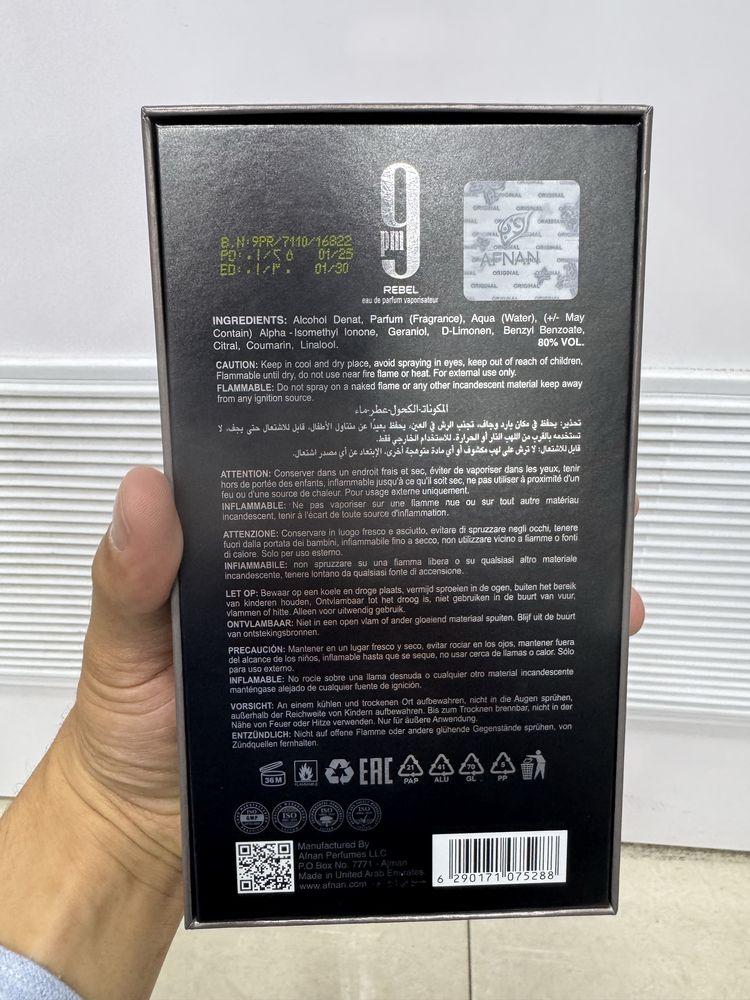 9
pm
REBEL
eau de parfum vaporisateur
B.N: 9PR/7110/16822
PD: ٠١/٢٥ 01/25
ED: ٠١/٣٠ 01/30
ORIGINAL
AFNAN
ORIGINAL
INGREDIENTS: Alcohol Denat, Parfum (Fragrance), Aqua (Water), (+/- May
Contain) Alpha - Isomethyl Ionone, Geraniol, D-Limonen, Benzyl Benzoate,
Citral, Coumarin, Linalool. 80% VOL.
CAUTION: Keep in cool and dry place, avoid spraying in eyes, keep out of reach of children,
Flammable until dry, do not use near fire flame or heat. For external use only.
FLAMMABLE: Do not spray on a naked flame or any other incandescent material keep away
from any ignition source.
المكونات-الكحول-عطر-ماء
تحذير: يحفظ في مكان بارد وجاف، تجنب الرش في العين، يحفظ بعيداً عن متناول الأطفال، قابل للاشتعال حتى يجف، لا
تستخدمه بالقرب من اللهب النار أو الحرارة. للاستخدام الخارجي فقط.
قابل للاشتعال: لا ترش على لهب مكشوف أو أي مادة متوهجة أخرى، الإبتعاد عن أي مصدر اشتعال.
ATTENTION: Conserver dans un endroit frais et sec, éviter de vaporiser dans les yeux, tenir
hors de portée des enfants, inflammable jusqu'à ce qu'il soit sec, ne pas utiliser à proximité d'un
feu ou d'une source de chaleur. Pour usage externe uniquement.
INFLAMMABLE: Ne pas vaporiser sur une flamme nue ou sur tout autre matériau
incandescent, tenir à l'écart de toute source d'inflammation.
ATTENZIONE: Conservare in luogo fresco e asciutto, evitare di spruzzare negli occhi, tenere
fuori dalla portata dei bambini, infiammabile fino a secco, non utilizzare vicino a fiamme o fonti
di calore. Solo per uso esterno.
INFIAMMABILE: non spruzzare su una fiamma libera o su qualsiasi altro materiale
incandescente, tenere lontano da qualsiasi fonte di accensione.
LET OP: Bewaar op een koele en droge plaats, vermijd sproeien in de ogen, buiten het bereik
van kinderen houden, Ontvlambaar tot het droog is, niet gebruiken in de buurt van vuur,
vlammen of hitte. Alleen voor uitwendig gebruik.
ONTVLAMBAAR: Niet in een open vlam of ander gloeiend materiaal spuiten. Blijf uit de buurt
van ontstekingsbronnen.
PRECAUCIÓN: Mantener en un lugar fresco y seco, evitar rociar en los ojos, mantener fuera
del alcance de los niños, inflamable hasta que se seque, no usar cerca de llamas o calor. Sólo
para uso externo.
INFLAMABLE: No rocíe sobre una llama desnuda o cualquier otro material incandescente
manténgase alejado de cualquier fuente de ignición.
VORSICHT: An einem kühlen und trockenen Ort aufbewahren, nicht in die Augen sprühen,
außerhalb der Reichweite von Kindern aufbewahren. Bis zum Trocknen brennbar, nicht in der
Nähe von Feuer oder Hitze verwenden. Nur für äußere Anwendung.
ENTZÜNDLICH: Nicht auf offene Flamme oder andere glühende Gegenstände sprühen, von
Zündquellen fernhalten.
36M FLAMMABLE EAC 21 PAP 41 ALU 70 GL 5 PP
ISO GMP ISO ISO ISO
Manufactured By
Afnan Perfumes LLC
P.O Box No. 7771 - Ajman
Made in United Arab Emirates
www.afnan.com
6 290171 075288